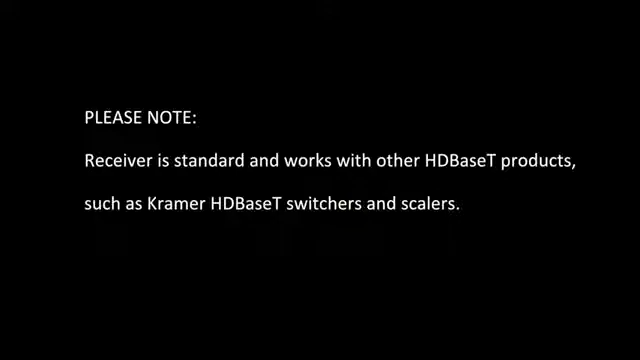 PLEASE NOTE:
Receiver is standard and works with other HDBaseT products,
such as Kramer HDBaseT switchers and scalers.